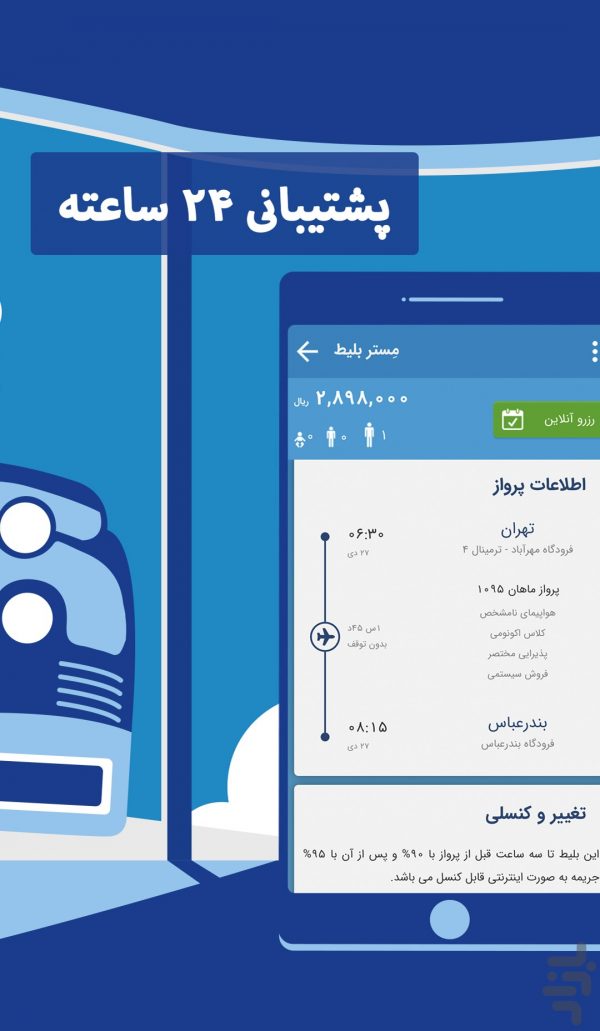 پشتیبانی ۲۴ ساعته
مِستر بلیط
۲,۸۹۸,۰۰۰ ریال
رزرو آنلاین
۱ ۰ ۰
اطلاعات پرواز
تهران ۰۶:۳۰
فرودگاه مهرآباد - ترمینال ۴ ۲۷ دی
پرواز ماهان ۱۰۹۵
هواپیمای نامشخص
۱س ۴۵د
کلاس اکونومی
بدون توقف
پذیرایی مختصر
فروش سیستمی
بندرعباس ۰۸:۱۵
فرودگاه بندرعباس ۲۷ دی
تغییر و کنسلی
این بلیط تا سه ساعت قبل از پرواز با ۹۰% و پس از آن با ۹۵%
جریمه به صورت اینترنتی قابل کنسل می باشد.
بازار